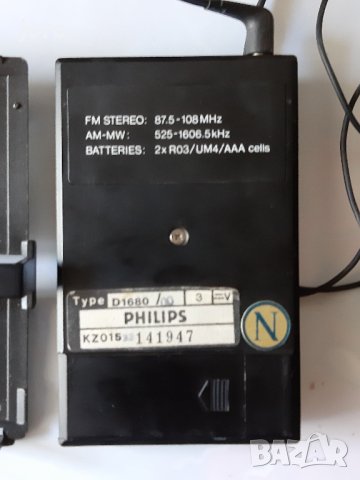 FM STEREO: 87.5-108MHz
AM-MW: 525-1606.5kHz
BATTERIES: 2x R03/UM4/AAA cells
Type D1680/00 3 V
PHILIPS
KZ015 141947
N
BAZAR